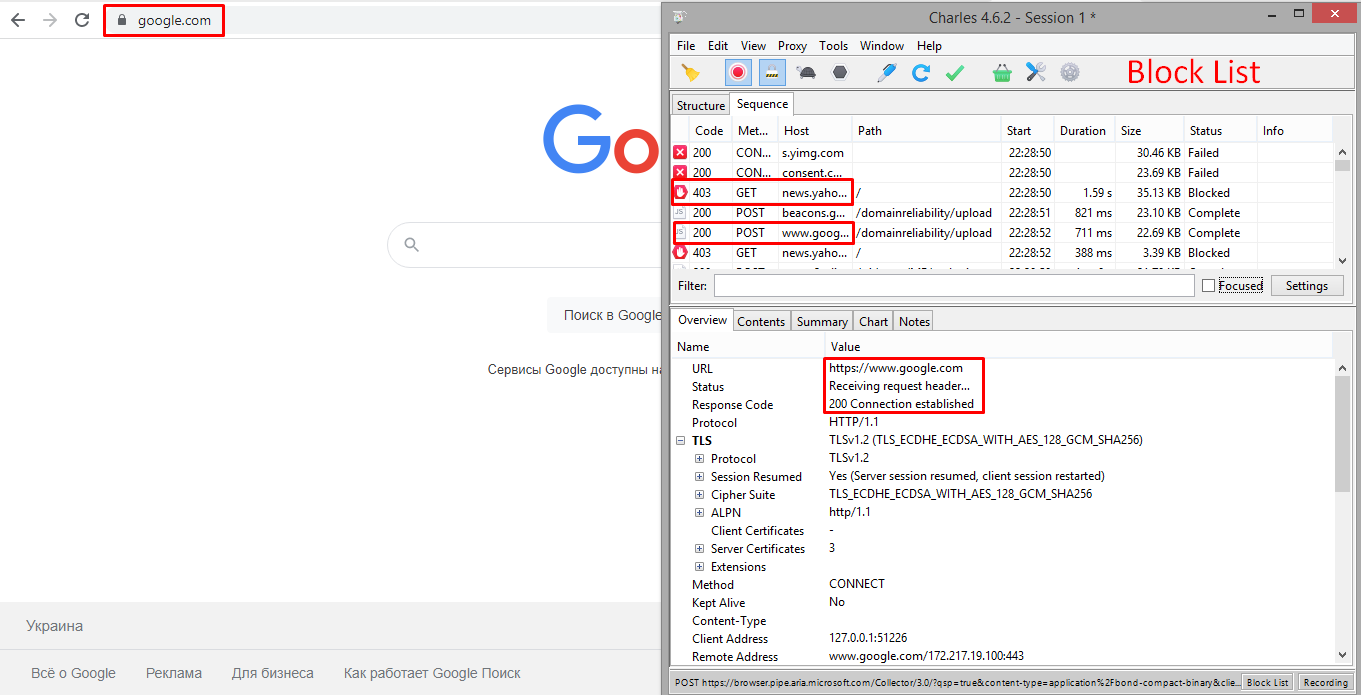 google.com
Go
Поиск в Google
Сервисы Google доступны на
Украина
Всё о Google Реклама Для бизнеса Как работает Google Поиск
Charles 4.6.2 - Session 1 *
File Edit View Proxy Tools Window Help
Block List
Structure Sequence
Code Met... Host Path Start Duration Size Status Info
200 CON... s.yimg.com 22:28:50 30.46 KB Failed
200 CON... consent.c... 22:28:50 23.69 KB Failed
403 GET news.yaho... / 22:28:50 1.59 s 35.13 KB Blocked
JS 200 POST beacons.g... /domainreliability/upload 22:28:51 821 ms 23.10 KB Complete
JS 200 POST www.goog... /domainreliability/upload 22:28:52 711 ms 22.69 KB Complete
403 GET news.yaho... / 22:28:52 388 ms 3.39 KB Blocked
Filter: Focused Settings
Overview Contents Summary Chart Notes
Name Value
URL https://www.google.com
Status Receiving request header...
Response Code 200 Connection established
Protocol HTTP/1.1
TLS TLSv1.2 (TLS_ECDHE_ECDSA_WITH_AES_128_GCM_SHA256)
Protocol TLSv1.2
Session Resumed Yes (Server session resumed, client session restarted)
Cipher Suite TLS_ECDHE_ECDSA_WITH_AES_128_GCM_SHA256
ALPN http/1.1
Client Certificates -
Server Certificates 3
Extensions
Method CONNECT
Kept Alive No
Content-Type
Client Address 127.0.0.1:51226
Remote Address www.google.com/172.217.19.100:443
POST https://browser.pipe.aria.microsoft.com/Collector/3.0/?qsp=true&content-type=application%2Fbond-compact-binary&clie... Block List Recording